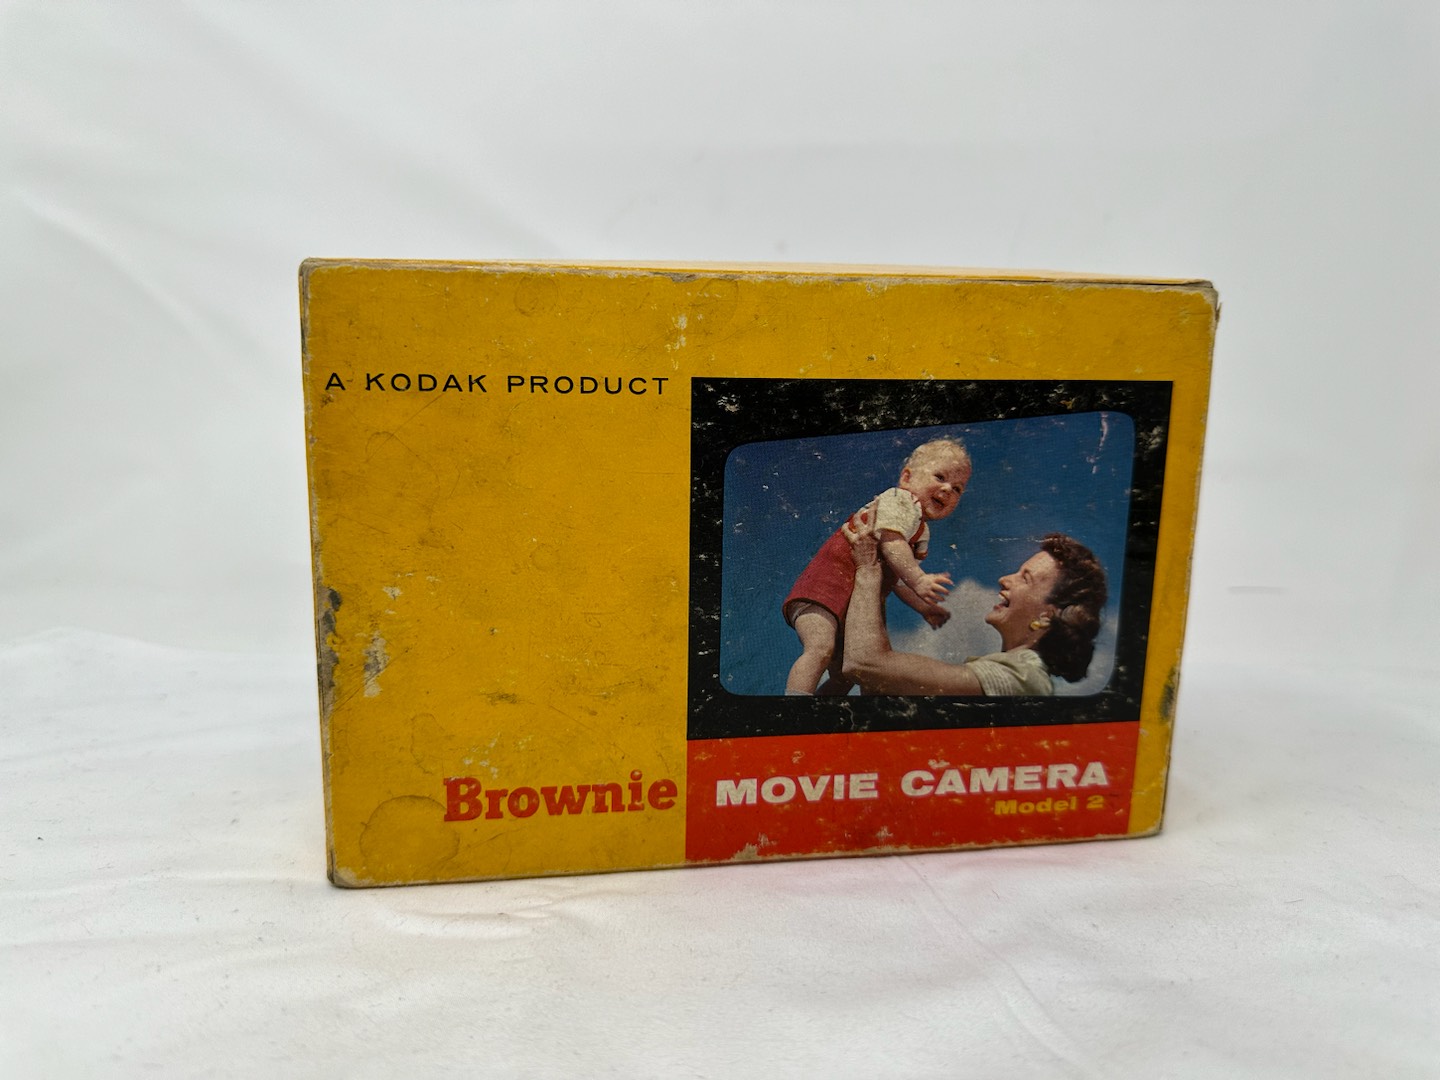 A KODAK PRODUCT
Brownie MOVIE CAMERA
Model 2